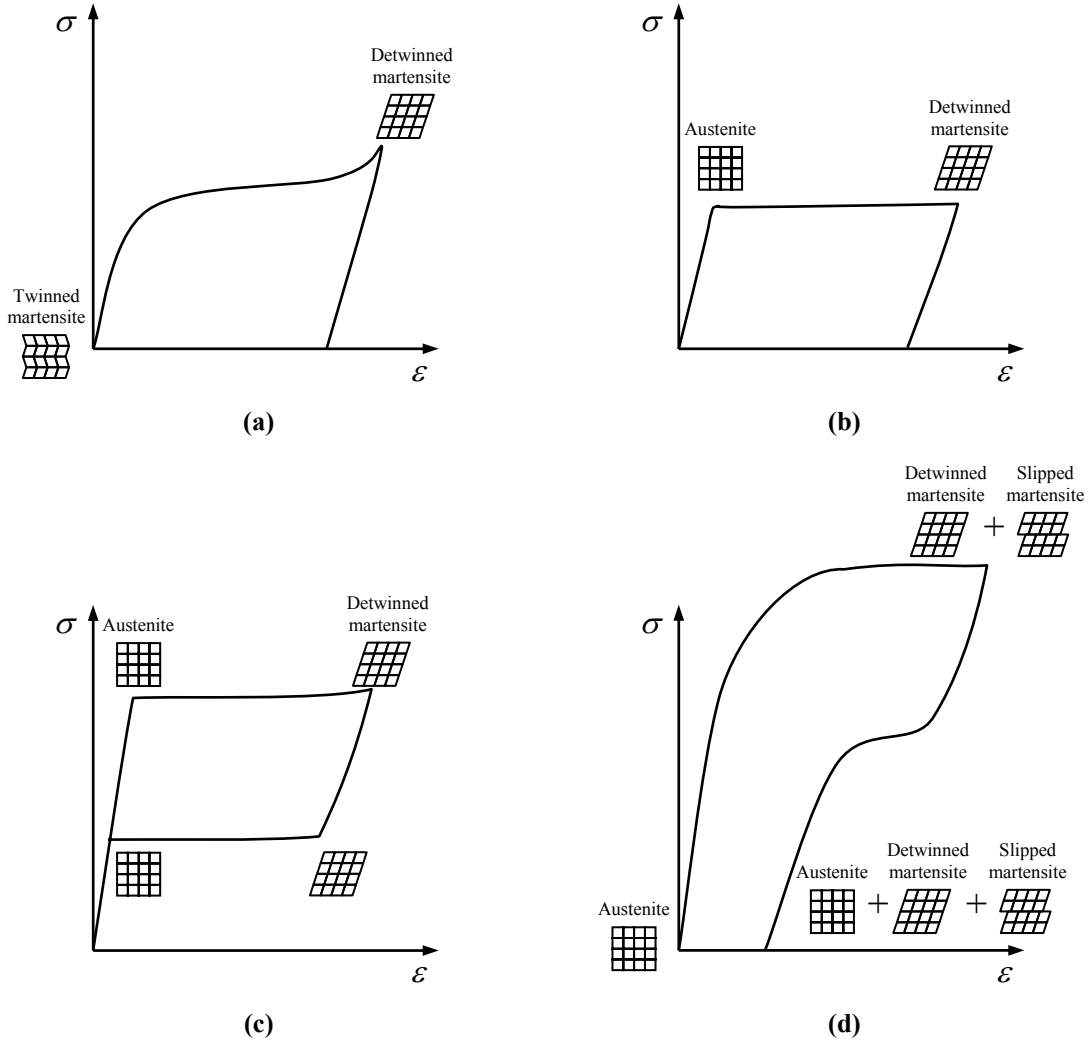 σ
Detwinned
martensite
Twinned
martensite
ε
(a)
σ
Austenite
Detwinned
martensite
ε
(b)
σ
Austenite
Detwinned
martensite
ε
(c)
Detwinned
martensite
+
Slipped
martensite
σ
Austenite
Austenite
+
Detwinned
martensite
+
Slipped
martensite
ε
(d)